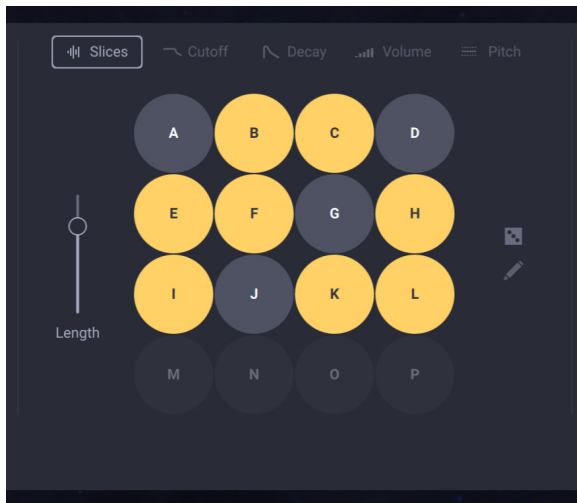 Slices Cutoff Decay Volume Pitch
A B C D
E F G H
I J K L
Length
M N O P